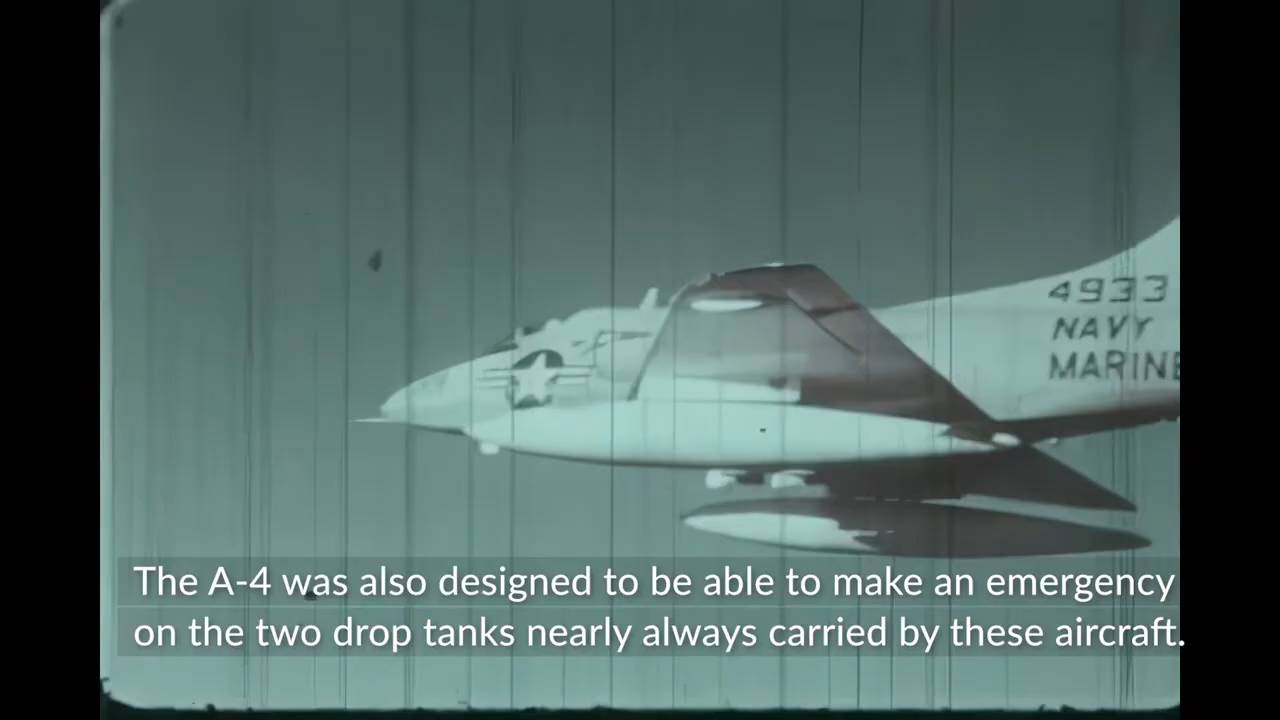 4933
NAVY
MARINE
The A-4 was also designed to be able to make an emergency
on the two drop tanks nearly always carried by these aircraft.